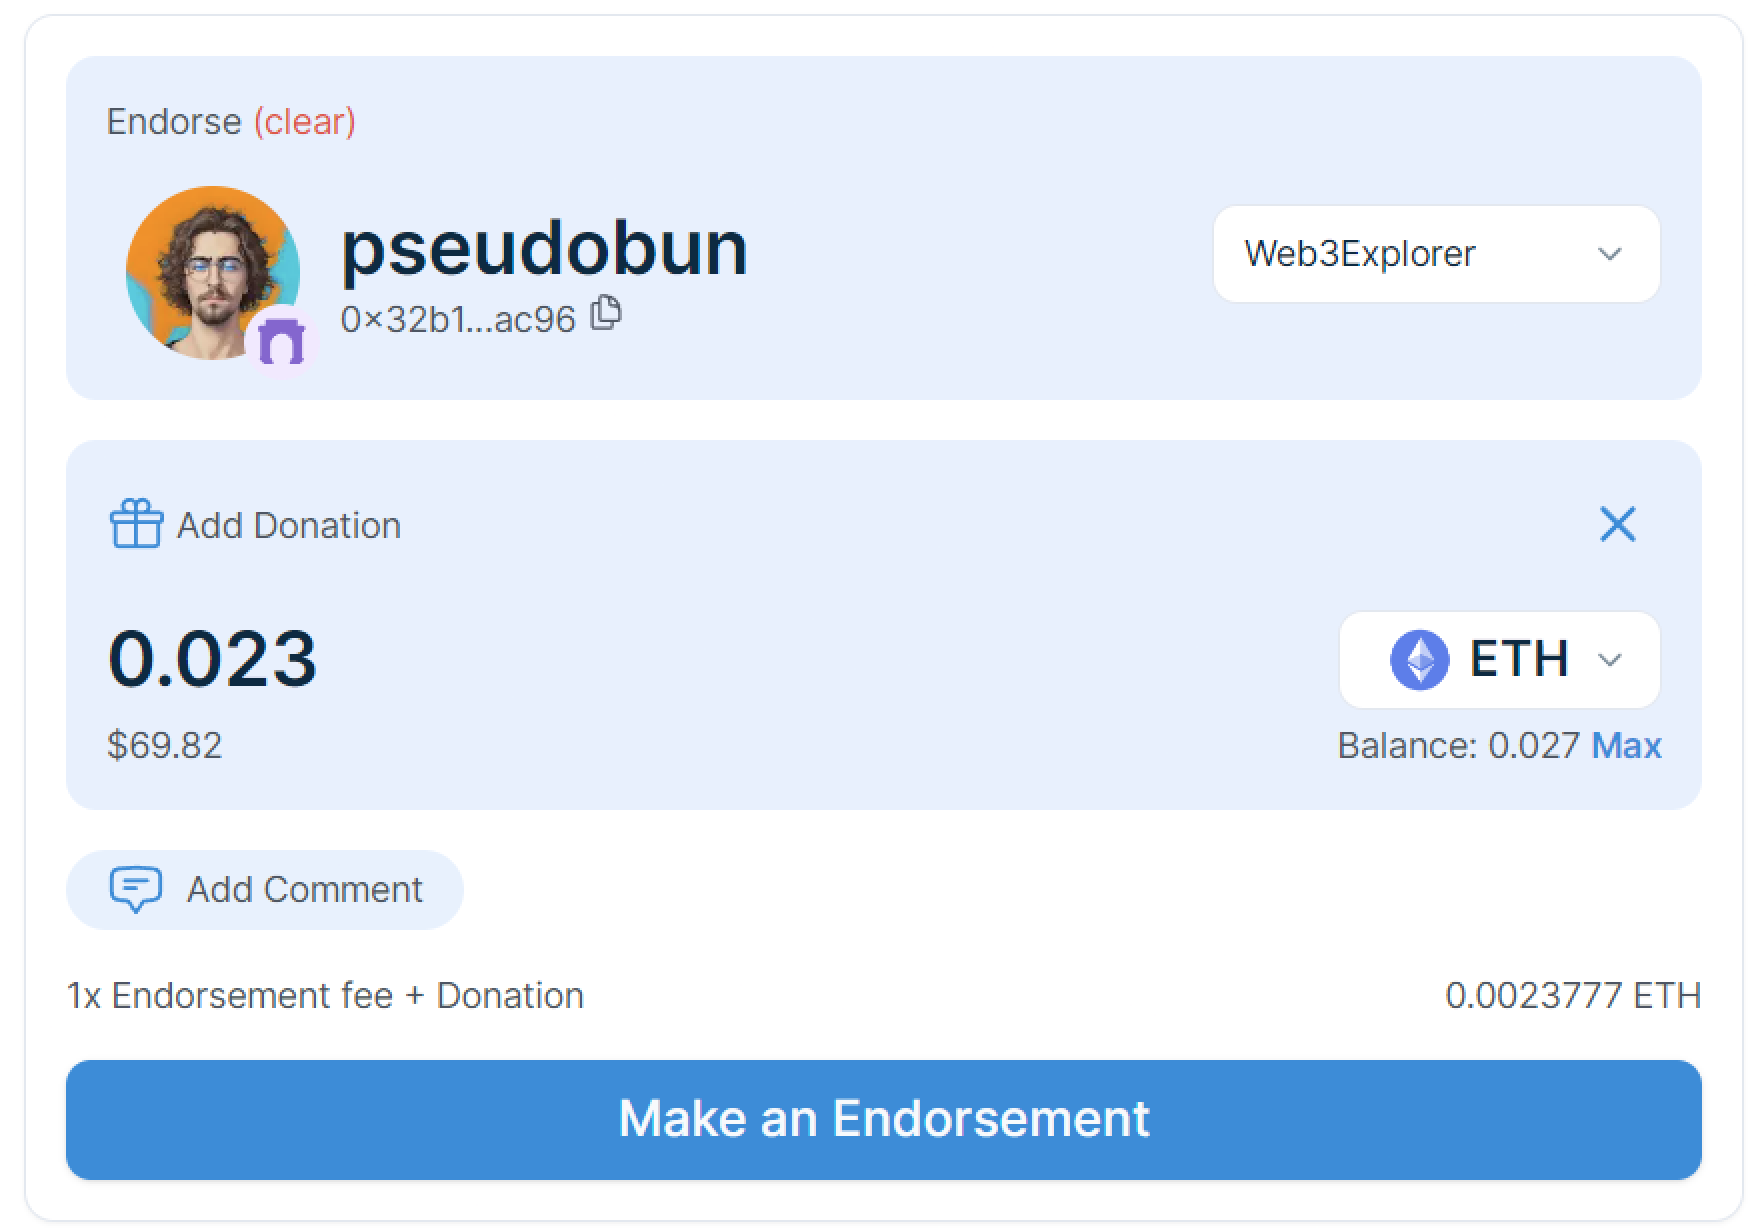 Endorse (clear)
pseudobun
0×32b1...ac96
Web3Explorer
Add Donation
0.023
ETH
$69.82
Balance: 0.027 Max
Add Comment
1x Endorsement fee + Donation
0.0023777 ETH
Make an Endorsement